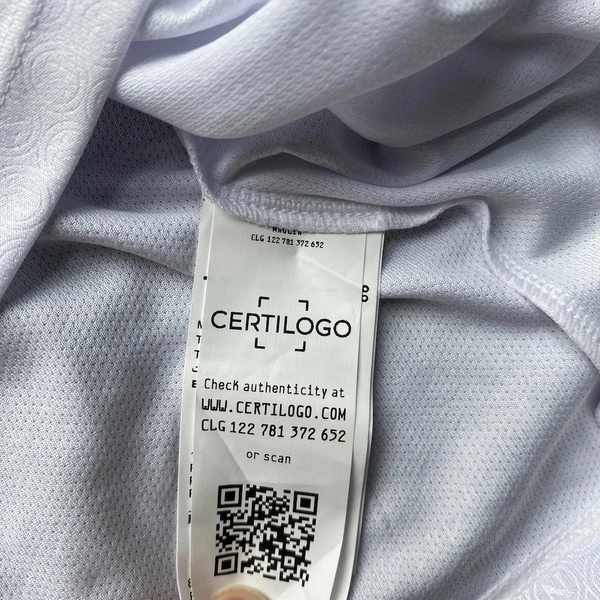 CLG 122 781 372 652
CERTILOGO
Check authenticity at
WWW.CERTILOGO.COM
CLG 122 781 372 652
or scan